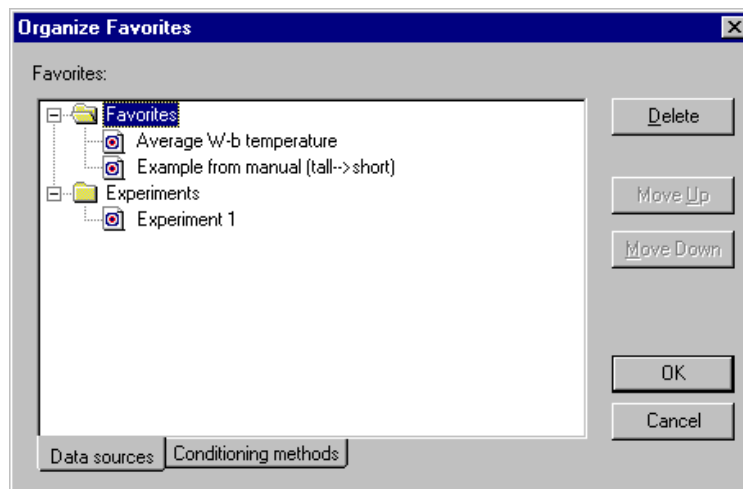 Organize Favorites
Favorites:
Favorites
Average W-b temperature
Example from manual (tall-->short)
Experiments
Experiment 1
Delete
Move Up
Move Down
OK
Cancel
Data sources
Conditioning methods